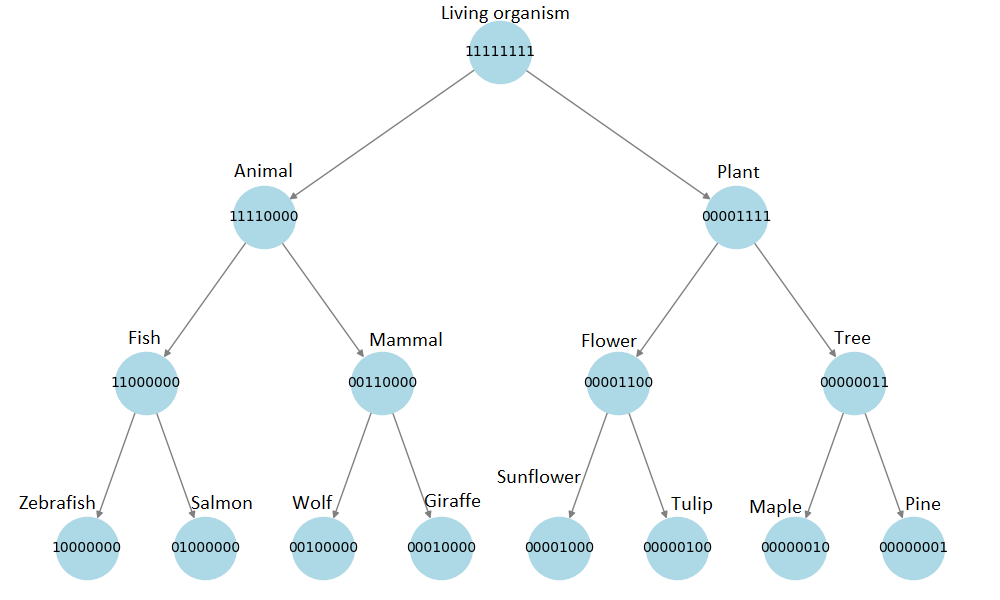 Living organism
11111111
Animal
Plant
11110000
00001111
Fish
Mammal
Flower
Tree
11000000
00110000
00001100
00000011
Zebrafish
Salmon
Wolf
Giraffe
Sunflower
Tulip
Maple
Pine
10000000
01000000
00100000
00010000
00001000
00000100
00000010
00000001